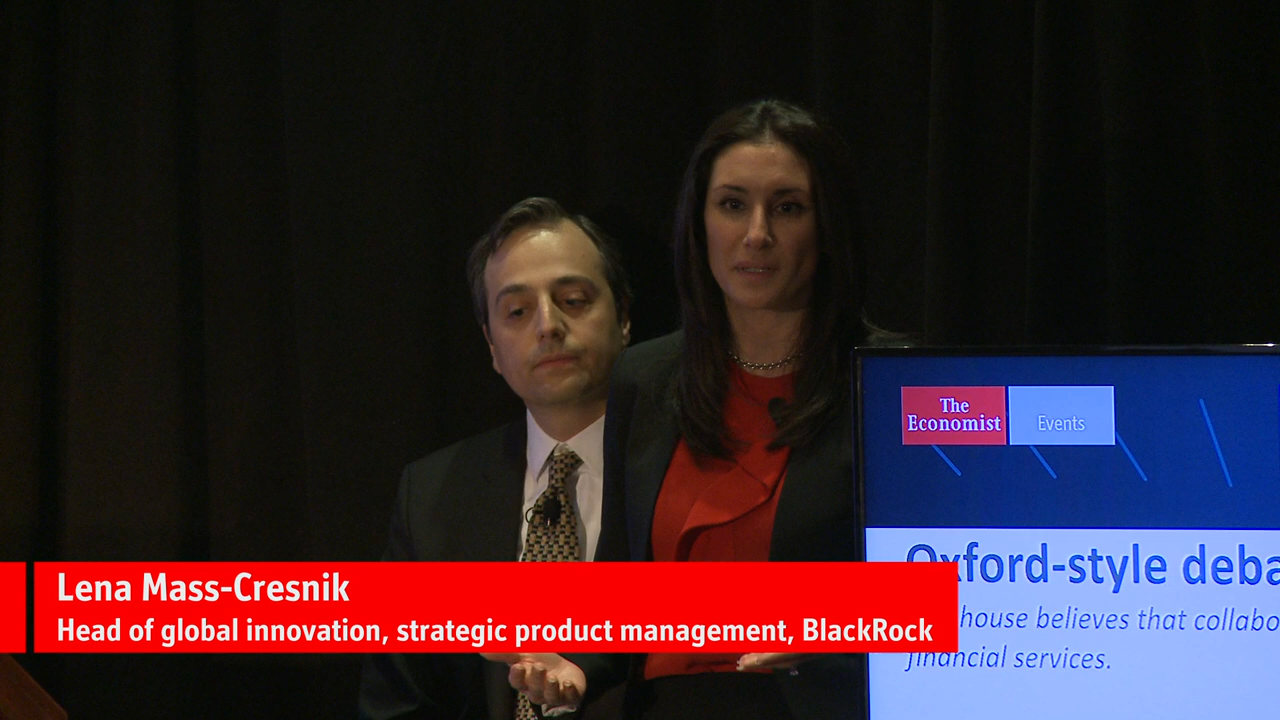 The
Economist
Events
Oxford-style deba
house believes that collabo
financial services.
Lena Mass-Cresnik
Head of global innovation, strategic product management, BlackRock